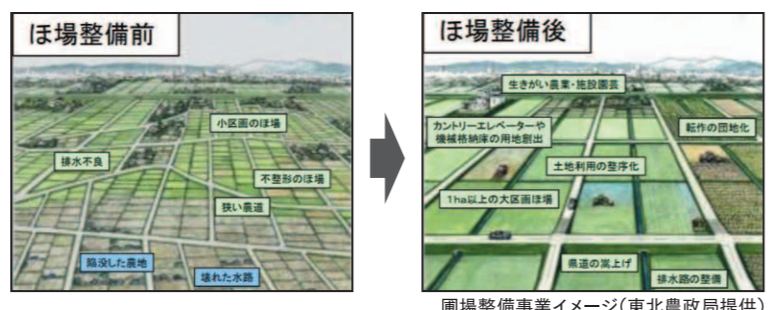 ほ場整備前
小区画のほ場
排水不良
不整形のほ場
狭い農道
陥没した農地
壊れた水路
ほ場整備後
生きがい農業・施設園芸
カントリーエレベーターや
機械格納庫の用地創出
転作の団地化
土地利用の整序化
1ha以上の大区画ほ場
県道の嵩上げ
排水路の整備
圃場整備事業イメージ(東北農政局提供)